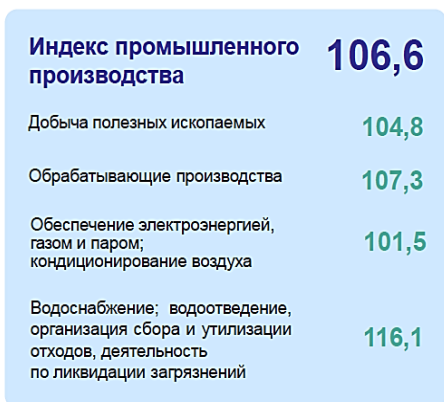 Индекс промышленного
производства
106,6
Добыча полезных ископаемых
104,8
Обрабатывающие производства
107,3
Обеспечение электроэнергией,
газом и паром;
кондиционирование воздуха
101,5
Водоснабжение; водоотведение,
организация сбора и утилизации
отходов, деятельность
по ликвидации загрязнений
116,1